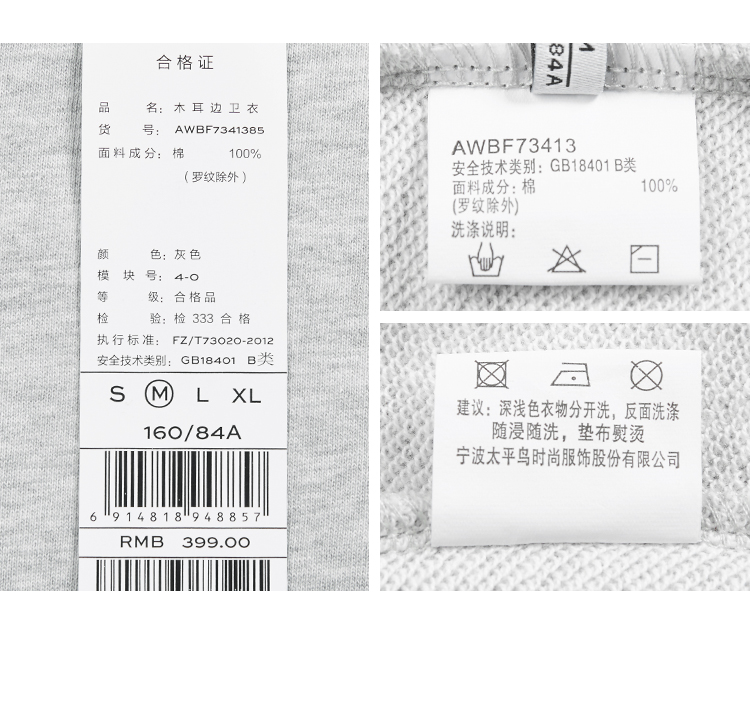 合格证
品 名: 木耳边卫衣
货 号: AWBF7341385
面料成分: 棉 100%
(罗纹除外)
颜 色: 灰色
模 块 号: 4-0
等 级: 合格品
检 验: 检 333 合格
执行标准: FZ/T73020-2012
安全技术类别: GB18401 B类
S M L XL
160/84A
6 914818 948857
RMB 399.00
84A
AWBF73413
安全技术类别: GB18401 B类
面料成分: 棉 100%
(罗纹除外)
洗涤说明:
建议: 深浅色衣物分开洗, 反面洗涤
随浸随洗, 垫布熨烫
宁波太平鸟时尚服饰股份有限公司